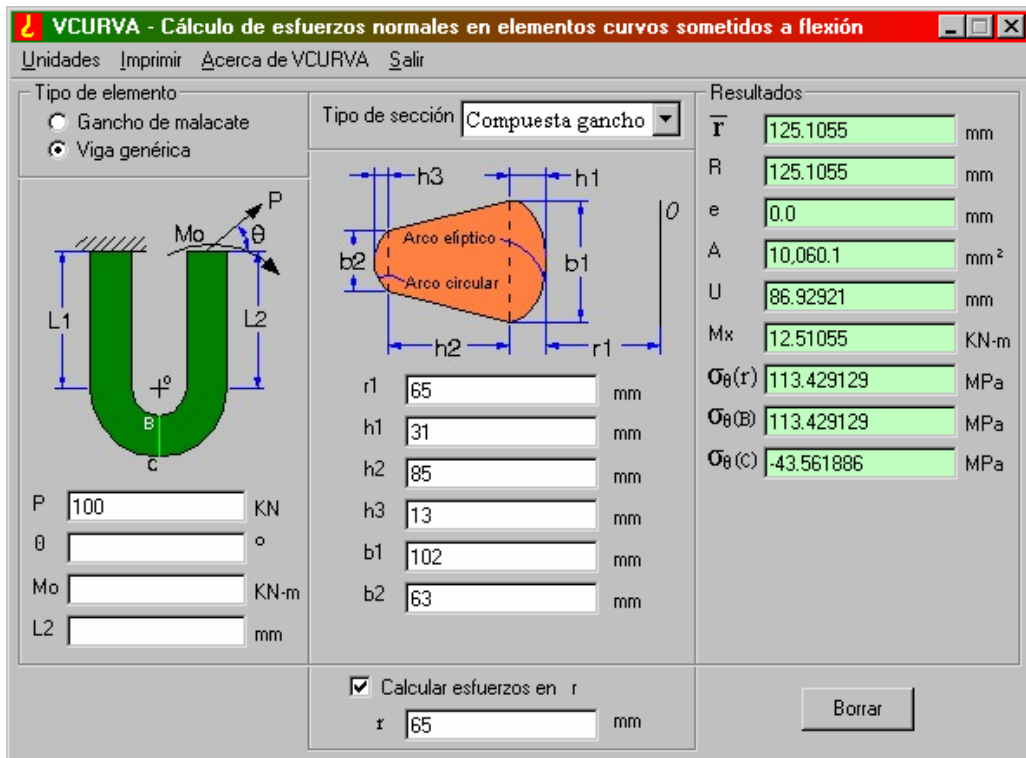 VCURVA - Cálculo de esfuerzos normales en elementos curvos sometidos a flexión
Unidades Imprimir Acerca de VCURVA Salir
Tipo de elemento
Gancho de malacate
Viga genérica
P
Mo
θ
L1
L2
B
C
P 100 KN
θ °
Mo KN-m
L2 mm
Tipo de sección Compuesta gancho
h3
h1
O
Arco elíptico
b2
b1
Arco circular
h2
r1
r1 65 mm
h1 31 mm
h2 85 mm
h3 13 mm
b1 102 mm
b2 63 mm
Calcular esfuerzos en r
r 65 mm
Resultados
r̅ 125.1055 mm
R 125.1055 mm
e 0.0 mm
A 10,060.1 mm²
U 86.92921 mm
Mx 12.51055 KN-m
σθ(r) 113.429129 MPa
σθ(B) 113.429129 MPa
σθ(C) -43.561886 MPa
Borrar